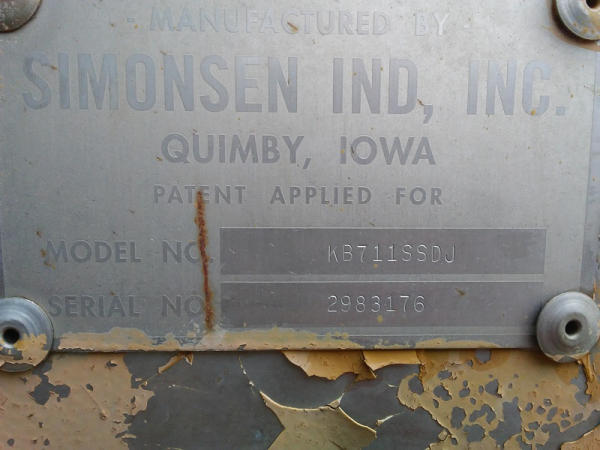 - MANUFACTURED BY
SIMONSEN IND, INC.
QUIMBY, IOWA
PATENT APPLIED FOR
MODEL NO. KB711SSDJ
SERIAL NO 2983176